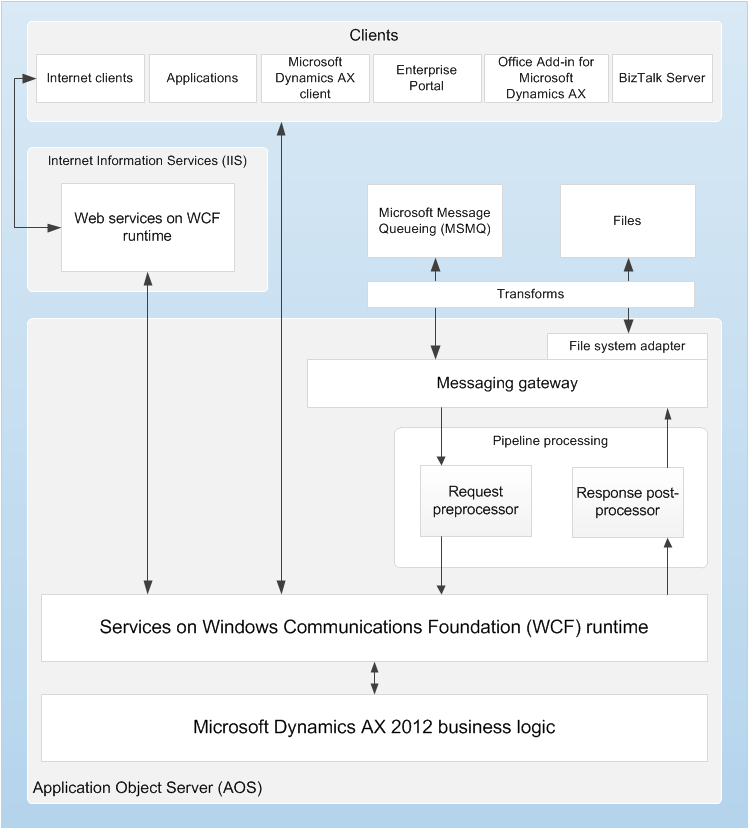 Clients
Internet clients
Applications
Microsoft
Dynamics AX
client
Enterprise
Portal
Office Add-in for
Microsoft
Dynamics AX
BizTalk Server
Internet Information Services (IIS)
Web services on WCF
runtime
Microsoft Message
Queueing (MSMQ)
Files
Transforms
File system adapter
Messaging gateway
Pipeline processing
Request
preprocessor
Response post-
processor
Services on Windows Communications Foundation (WCF) runtime
Microsoft Dynamics AX 2012 business logic
Application Object Server (AOS)